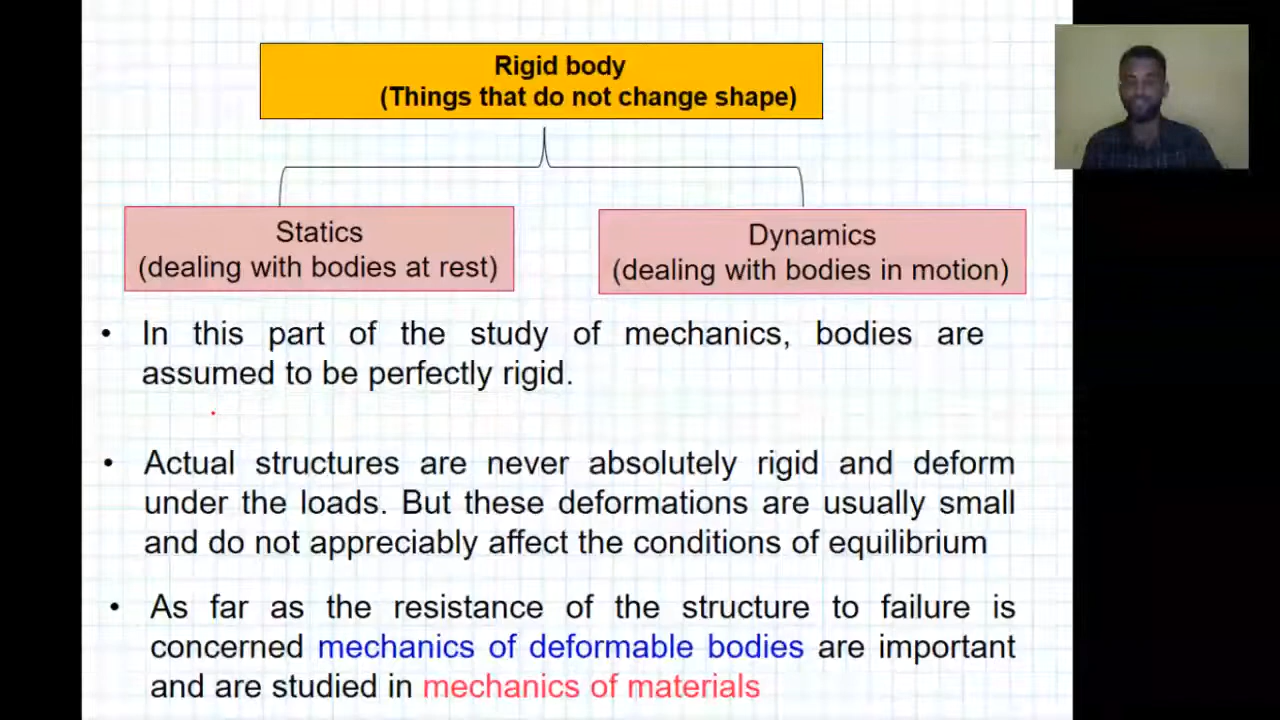 Rigid body
(Things that do not change shape)
Statics
(dealing with bodies at rest)
Dynamics
(dealing with bodies in motion)
• In this part of the study of mechanics, bodies are
assumed to be perfectly rigid.
• Actual structures are never absolutely rigid and deform
under the loads. But these deformations are usually small
and do not appreciably affect the conditions of equilibrium
• As far as the resistance of the structure to failure is
concerned mechanics of deformable bodies are important
and are studied in mechanics of materials